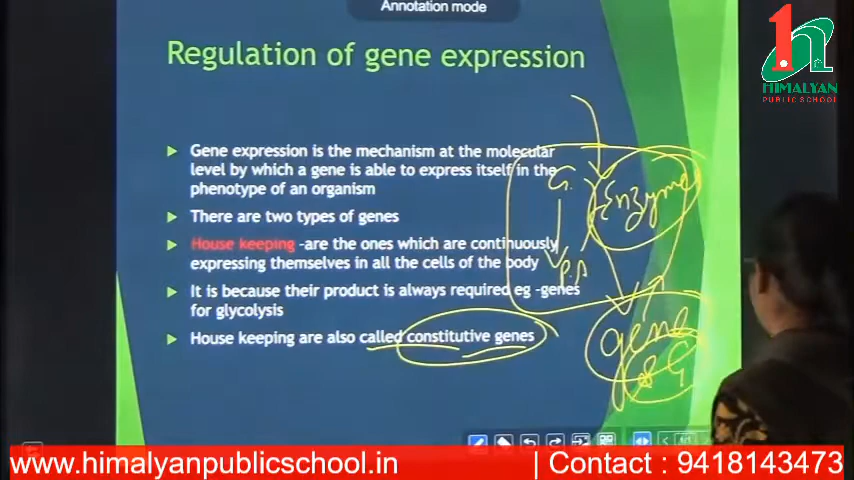 Annotation mode
Regulation of gene expression
HIMALYAN
PUBLIC SCHOOL
Gene expression is the mechanism at the molecular
level by which a gene is able to express itself in the
phenotype of an organism
There are two types of genes
House keeping -are the ones which are continuously
expressing themselves in all the cells of the body
It is because their product is always required eg -genes
for glycolysis
House keeping are also called constitutive genes
G.
Enzyme
P.A
gene
8 G
1/1
www.himalyanpublicschool.in | Contact : 9418143473